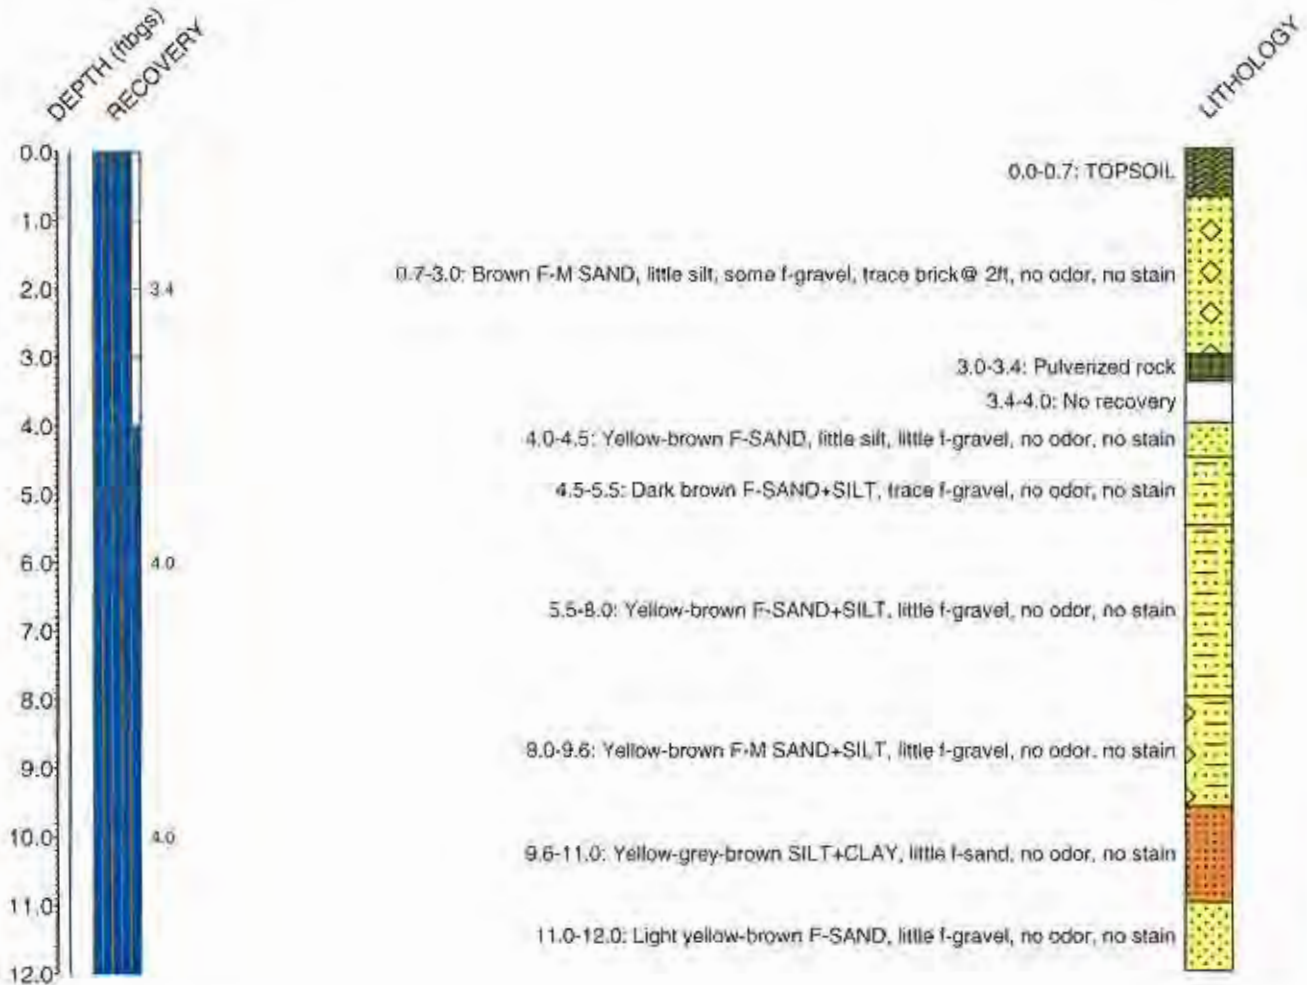 DEPTH (ftbgs)
RECOVERY
LITHOLOGY
0.0
0.0-0.7: TOPSOIL
1.0
0.7-3.0: Brown F-M SAND, little silt, some f-gravel, trace brick@ 2ft, no odor, no stain
2.0
3.4
3.0
3.0-3.4: Pulverized rock
3.4-4.0: No recovery
4.0
4.0-4.5: Yellow-brown F-SAND, little silt, little f-gravel, no odor, no stain
5.0
4.5-5.5: Dark brown F-SAND+SILT, trace f-gravel, no odor, no stain
6.0
4.0
5.5-8.0: Yellow-brown F-SAND+SILT, little f-gravel, no odor, no stain
7.0
8.0
8.0-9.6: Yellow-brown F-M SAND+SILT, little f-gravel, no odor, no stain
9.0
10.0
4.0
9.6-11.0: Yellow-grey-brown SILT+CLAY, little f-sand, no odor, no stain
11.0
11.0-12.0: Light yellow-brown F-SAND, little f-gravel, no odor, no stain
12.0